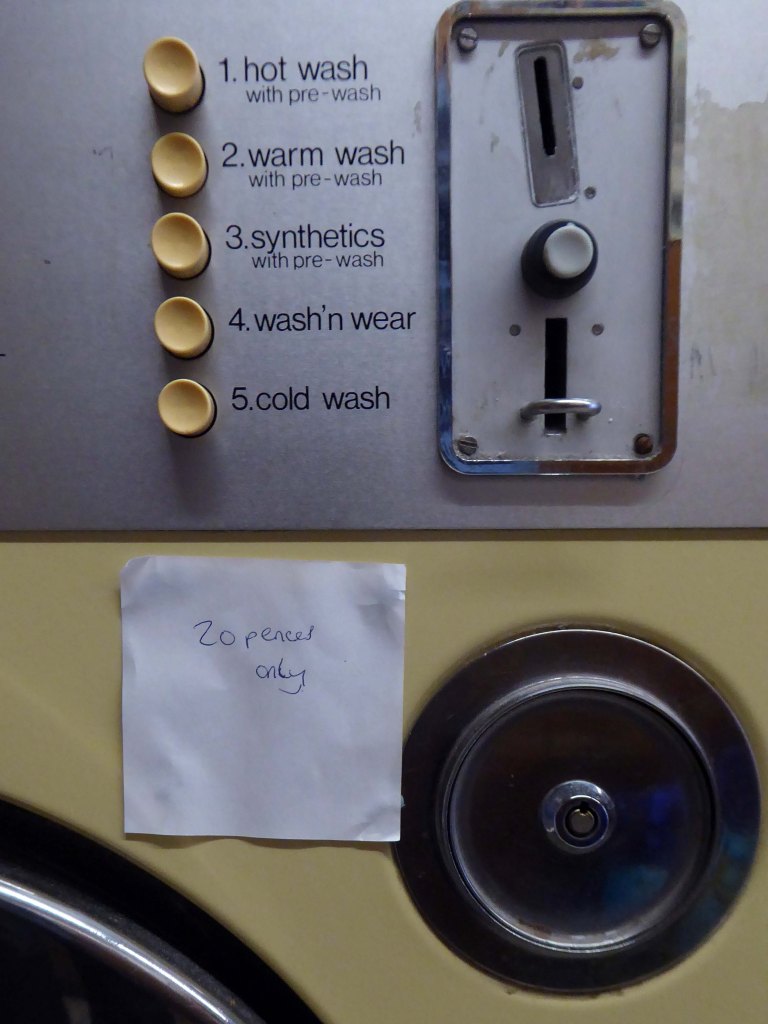 1. hot wash
with pre-wash
2. warm wash
with pre-wash
3. synthetics
with pre-wash
4. wash'n wear
5. cold wash
20 pences
only